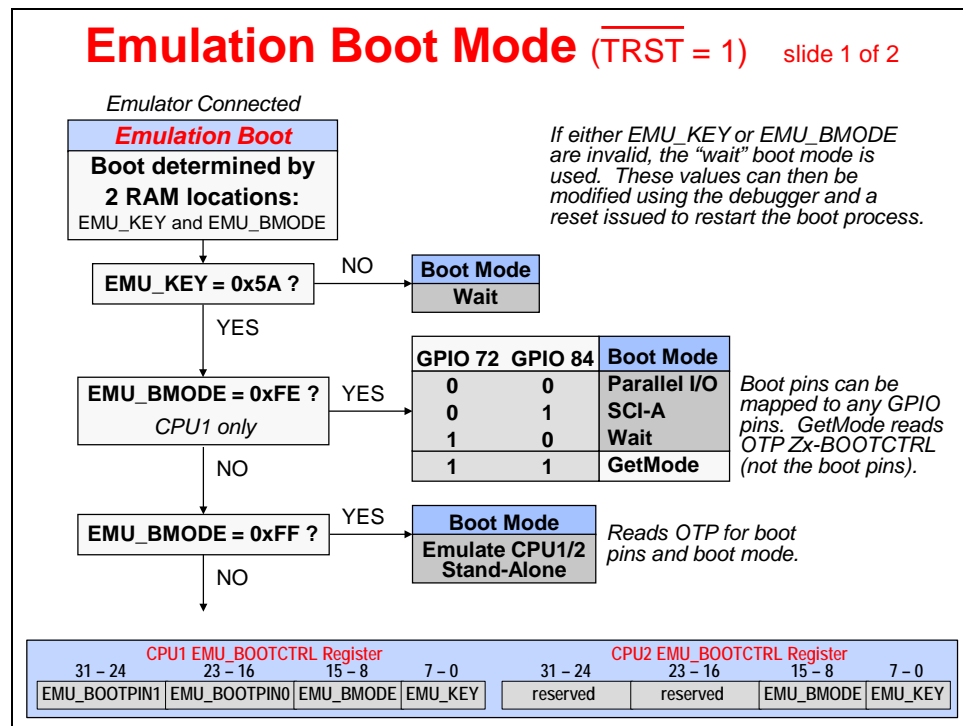 Emulation Boot Mode (TRST = 1) slide 1 of 2
Emulator Connected
Emulation Boot
Boot determined by
2 RAM locations:
EMU_KEY and EMU_BMODE
If either EMU_KEY or EMU_BMODE
are invalid, the “wait” boot mode is
used. These values can then be
modified using the debugger and a
reset issued to restart the boot process.
EMU_KEY = 0x5A ?
NO
Boot Mode
Wait
YES
EMU_BMODE = 0xFE ?
CPU1 only
YES
GPIO 72 GPIO 84 Boot Mode
0 0 Parallel I/O
0 1 SCI-A
1 0 Wait
1 1 GetMode
Boot pins can be
mapped to any GPIO
pins. GetMode reads
OTP Zx-BOOTCTRL
(not the boot pins).
NO
EMU_BMODE = 0xFF ?
YES
Boot Mode
Emulate CPU1/2
Stand-Alone
Reads OTP for boot
pins and boot mode.
NO
CPU1 EMU_BOOTCTRL Register
31 – 24 23 – 16 15 – 8 7 – 0
EMU_BOOTPIN1 EMU_BOOTPIN0 EMU_BMODE EMU_KEY
CPU2 EMU_BOOTCTRL Register
31 – 24 23 – 16 15 – 8 7 – 0
reserved reserved EMU_BMODE EMU_KEY